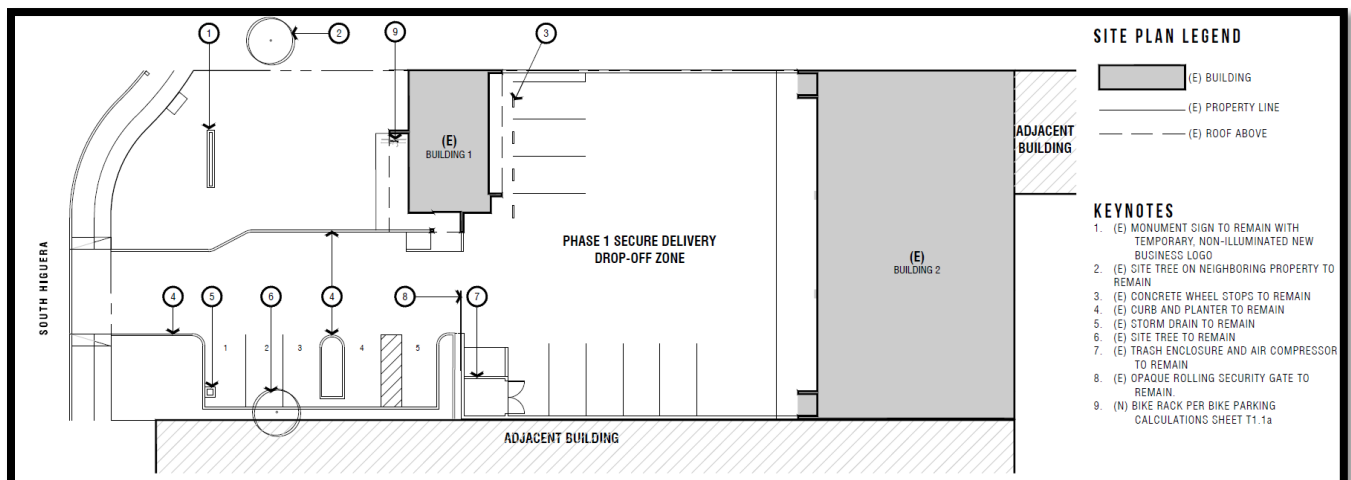 1
2
9
3
SITE PLAN LEGEND
(E) BUILDING
(E) PROPERTY LINE
(E) ROOF ABOVE
(E)
BUILDING 1
ADJACENT
BUILDING
PHASE 1 SECURE DELIVERY
DROP-OFF ZONE
(E)
BUILDING 2
SOUTH HIGUERA
4
5
6
4
8
7
1
2
3
4
5
ADJACENT BUILDING
KEYNOTES
1. (E) MONUMENT SIGN TO REMAIN WITH
TEMPORARY, NON-ILLUMINATED NEW
BUSINESS LOGO
2. (E) SITE TREE ON NEIGHBORING PROPERTY TO
REMAIN
3. (E) CONCRETE WHEEL STOPS TO REMAIN
4. (E) CURB AND PLANTER TO REMAIN
5. (E) STORM DRAIN TO REMAIN
6. (E) SITE TREE TO REMAIN
7. (E) TRASH ENCLOSURE AND AIR COMPRESSOR
TO REMAIN
8. (E) OPAQUE ROLLING SECURITY GATE TO
REMAIN.
9. (N) BIKE RACK PER BIKE PARKING
CALCULATIONS SHEET T1.1a